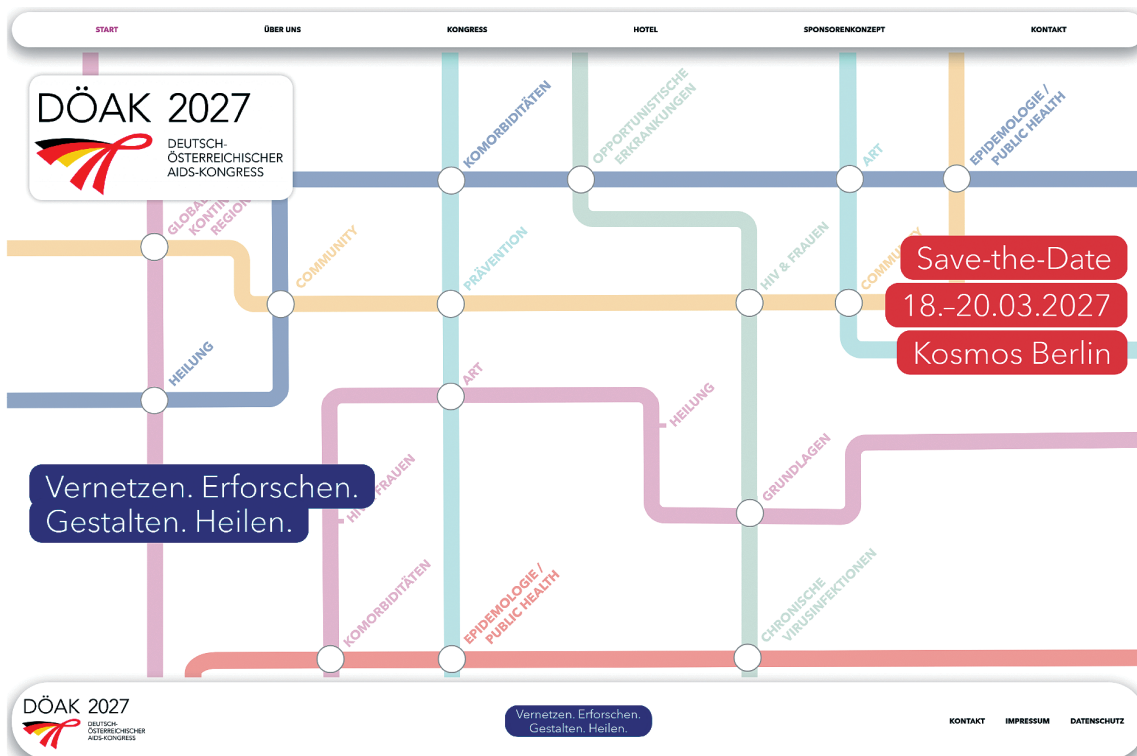 START
ÜBER UNS
KONGRESS
HOTEL
SPONSORENKONZEPT
KONTAKT
DÖAK 2027
DEUTSCH-
ÖSTERREICHISCHER
AIDS-KONGRESS
KOMORBIDITÄTEN
OPPORTUNISTISCHE
ERKRANKUNGEN
ART
EPIDEMOLOGIE /
PUBLIC HEALTH
COMMUNITY
PRÄVENTION
HIV & FRAUEN
Save-the-Date
18.–20.03.2027
Kosmos Berlin
HEILUNG
ART
HEILUNG
GRUNDLAGEN
Vernetzen. Erforschen.
Gestalten. Heilen.
FRAUEN
KOMORBIDITÄTEN
EPIDEMOLOGIE /
PUBLIC HEALTH
CHRONISCHE
VIRUSINFEKTIONEN
DÖAK 2027
DEUTSCH-
ÖSTERREICHISCHER
AIDS-KONGRESS
Vernetzen. Erforschen.
Gestalten. Heilen.
KONTAKT
IMPRESSUM
DATENSCHUTZ